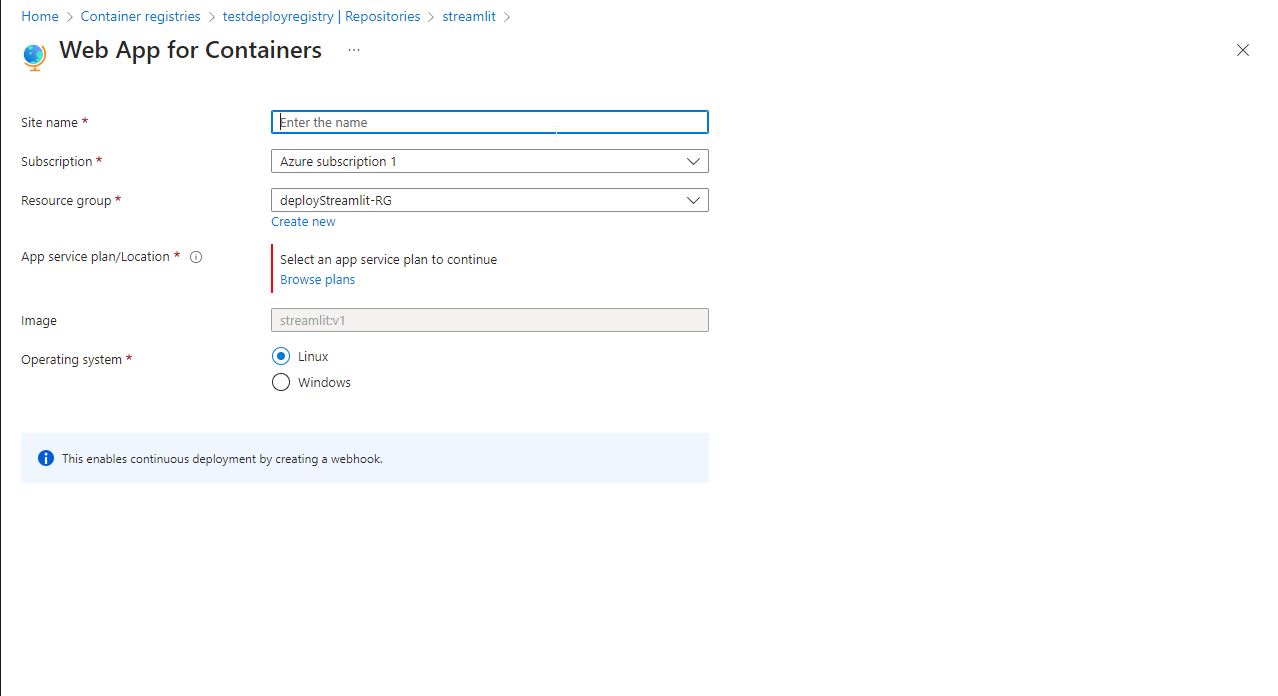 Home > Container registries > testdeployregistry | Repositories > streamlit >
Web App for Containers ...
Site name *
Enter the name
Subscription *
Azure subscription 1
Resource group *
deployStreamlit-RG
Create new
App service plan/Location *
Select an app service plan to continue
Browse plans
Image
streamlit:v1
Operating system *
Linux
Windows
This enables continuous deployment by creating a webhook.